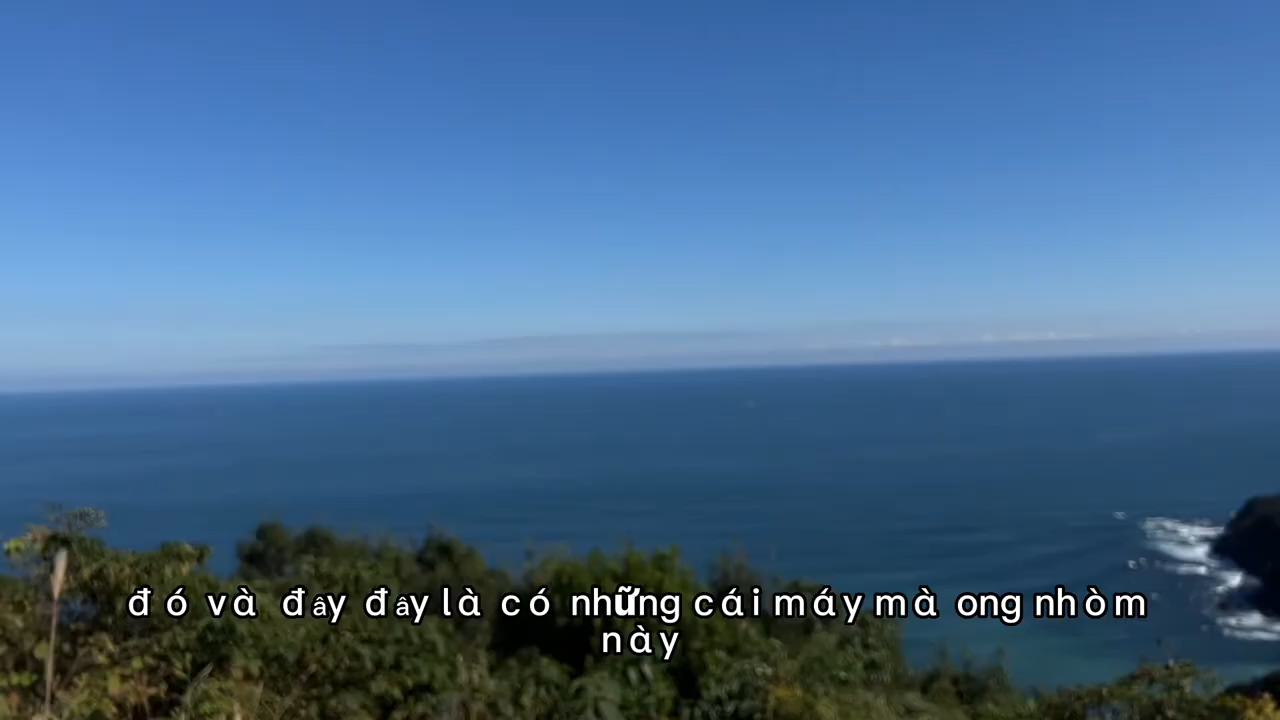 đó và đây đây là có những cái máy mà ong nhòm
này